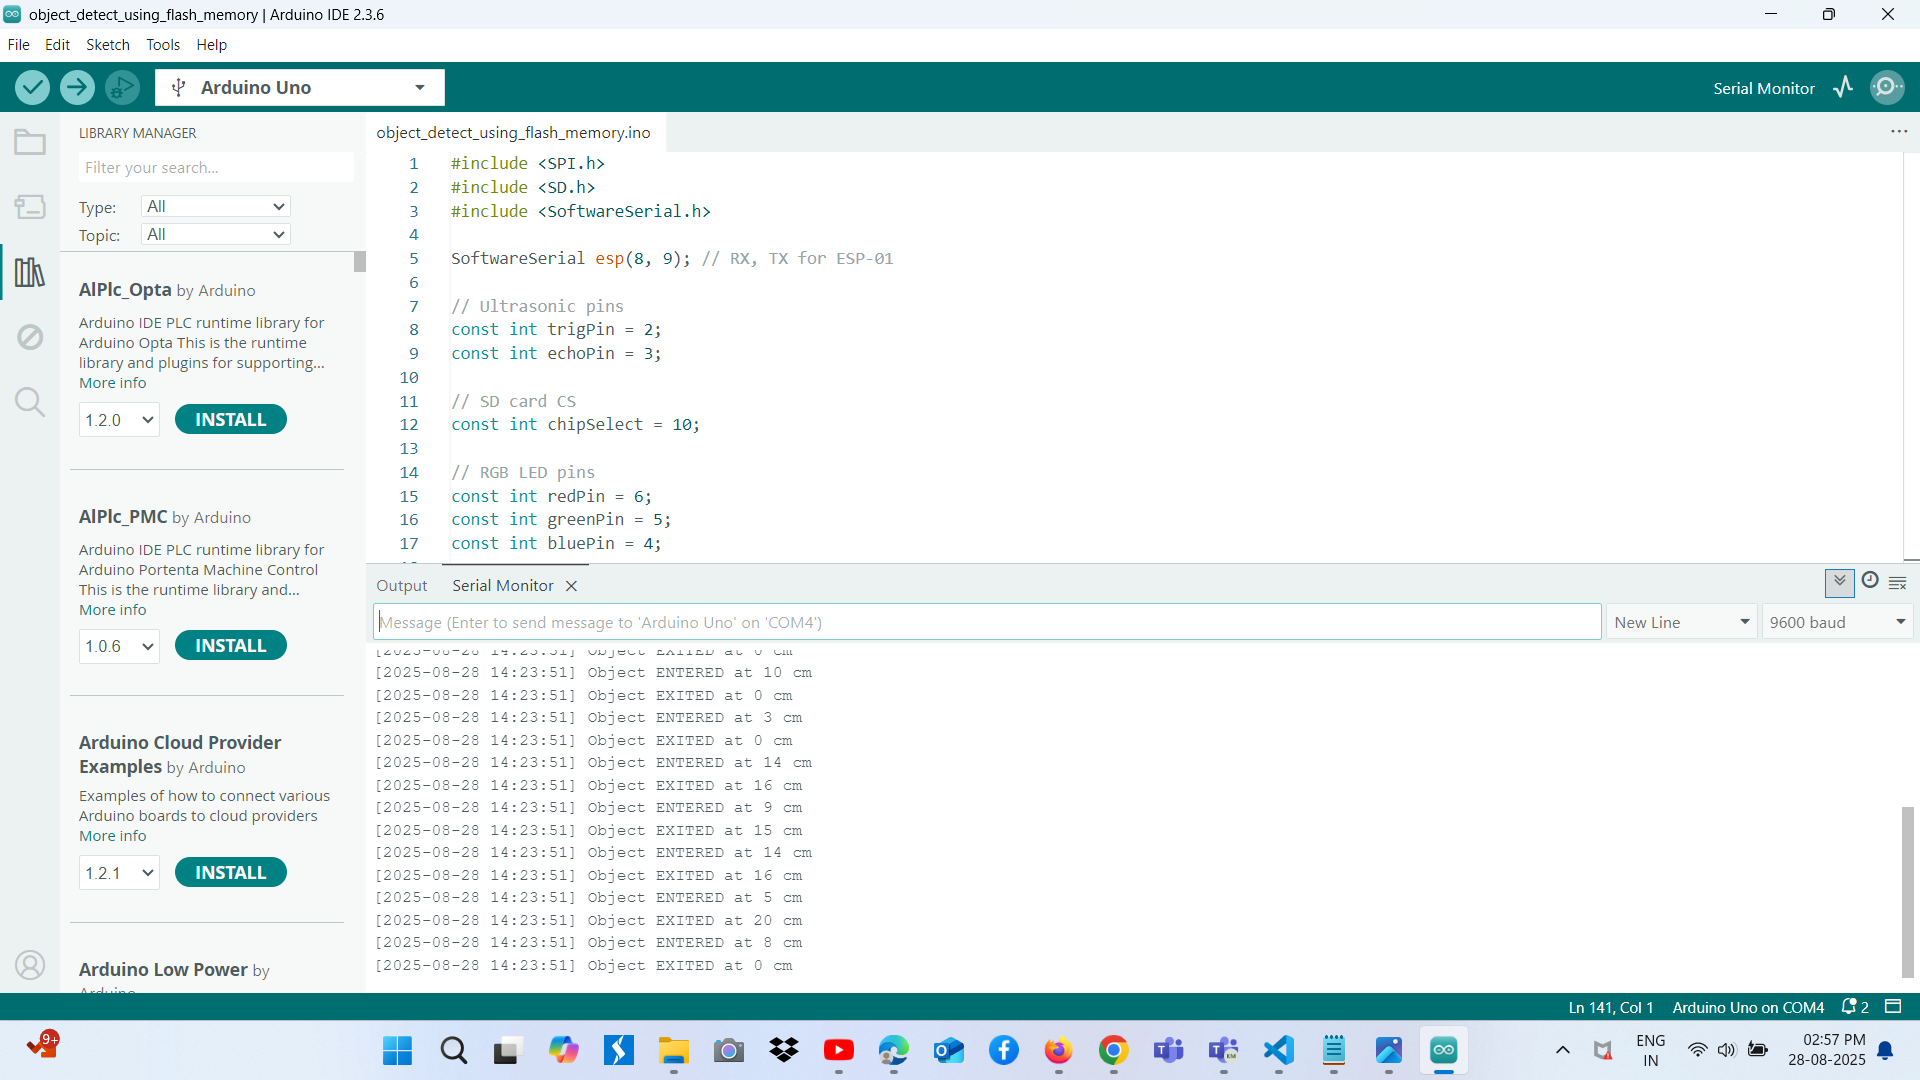 object_detect_using_flash_memory | Arduino IDE 2.3.6
File Edit Sketch Tools Help
Arduino Uno
Serial Monitor
LIBRARY MANAGER
Filter your search...
Type: All
Topic: All
AIPlc_Opta by Arduino
Arduino IDE PLC runtime library for
Arduino Opta This is the runtime
library and plugins for supporting...
More info
1.2.0 INSTALL
AIPlc_PMC by Arduino
Arduino IDE PLC runtime library for
Arduino Portenta Machine Control
This is the runtime library and...
More info
1.0.6 INSTALL
Arduino Cloud Provider
Examples by Arduino
Examples of how to connect various
Arduino boards to cloud providers
More info
1.2.1 INSTALL
Arduino Low Power by
Arduino
object_detect_using_flash_memory.ino
1 #include <SPI.h>
2 #include <SD.h>
3 #include <SoftwareSerial.h>
4
5 SoftwareSerial esp(8, 9); // RX, TX for ESP-01
6
7 // Ultrasonic pins
8 const int trigPin = 2;
9 const int echoPin = 3;
10
11 // SD card CS
12 const int chipSelect = 10;
13
14 // RGB LED pins
15 const int redPin = 6;
16 const int greenPin = 5;
17 const int bluePin = 4;
Output Serial Monitor
Message (Enter to send message to 'Arduino Uno' on 'COM4')
New Line 9600 baud
[2025-08-28 14:23:51] Object EXITED at 0 cm
[2025-08-28 14:23:51] Object ENTERED at 10 cm
[2025-08-28 14:23:51] Object EXITED at 0 cm
[2025-08-28 14:23:51] Object ENTERED at 3 cm
[2025-08-28 14:23:51] Object EXITED at 0 cm
[2025-08-28 14:23:51] Object ENTERED at 14 cm
[2025-08-28 14:23:51] Object EXITED at 16 cm
[2025-08-28 14:23:51] Object ENTERED at 9 cm
[2025-08-28 14:23:51] Object EXITED at 15 cm
[2025-08-28 14:23:51] Object ENTERED at 14 cm
[2025-08-28 14:23:51] Object EXITED at 16 cm
[2025-08-28 14:23:51] Object ENTERED at 5 cm
[2025-08-28 14:23:51] Object EXITED at 20 cm
[2025-08-28 14:23:51] Object ENTERED at 8 cm
[2025-08-28 14:23:51] Object EXITED at 0 cm
Ln 141, Col 1 Arduino Uno on COM4 2
9+
ENG
IN
02:57 PM
28-08-2025